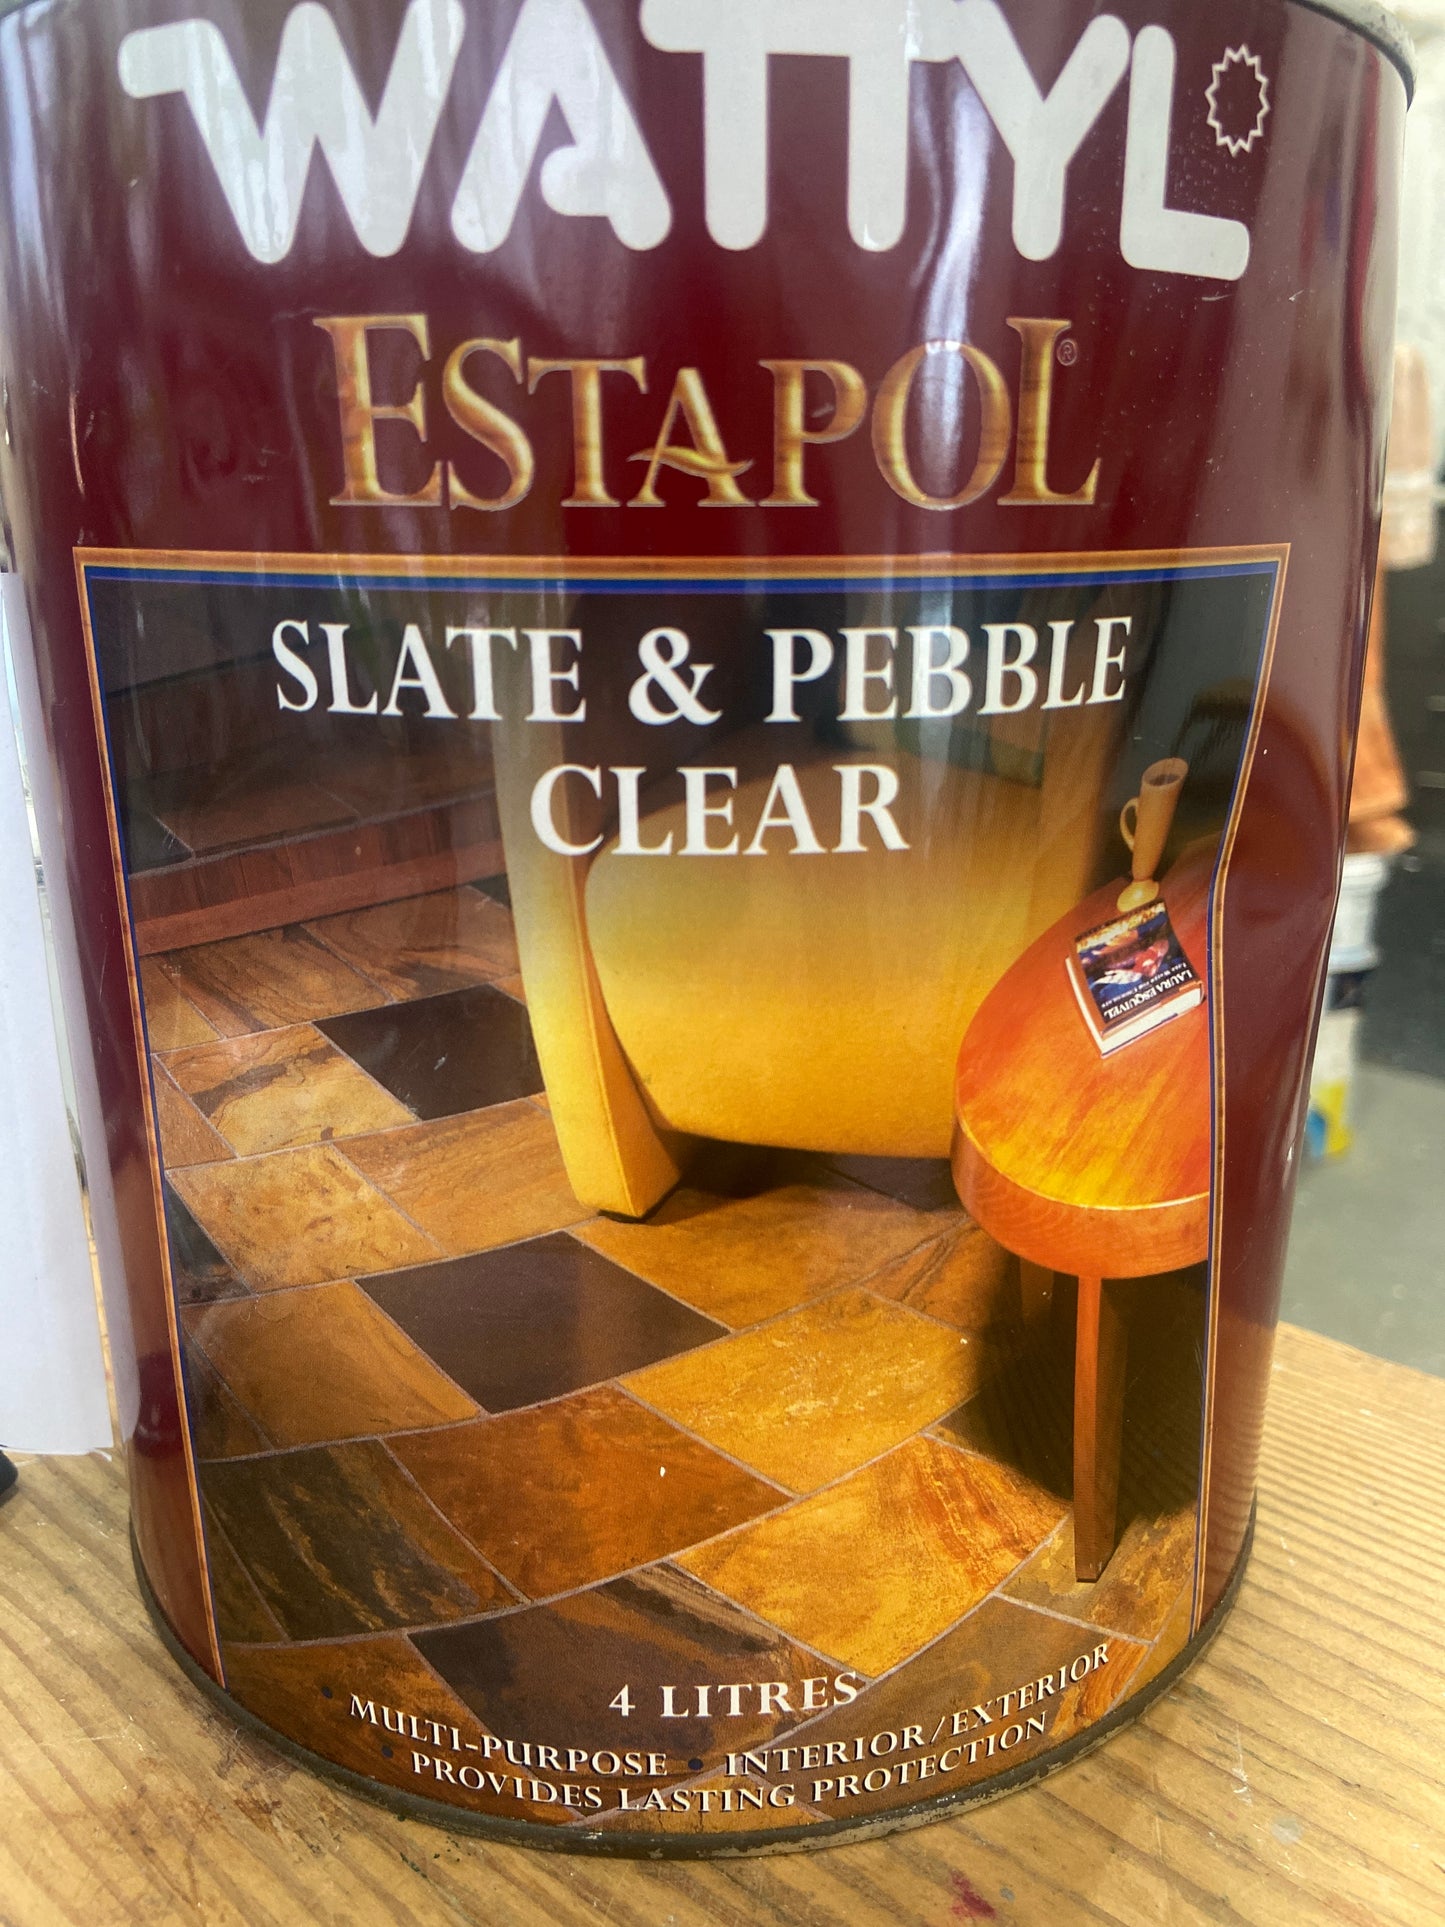 WATTYL
ESTAPOL®
SLATE & PEBBLE
CLEAR
LAURA ESQUIVEL
4 LITRES
• MULTI-PURPOSE • INTERIOR/EXTERIOR
• PROVIDES LASTING PROTECTION